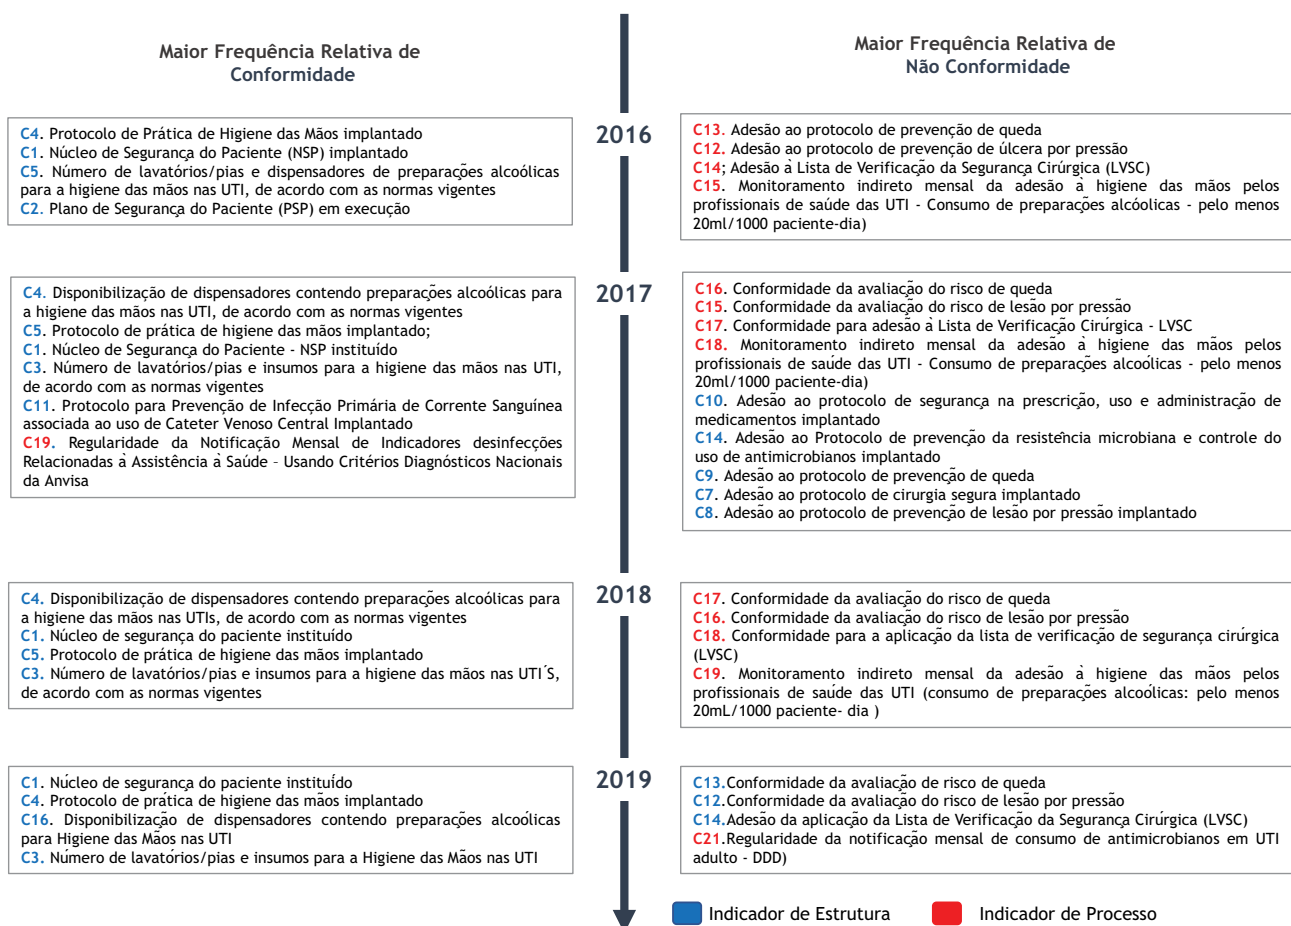 Maior Frequência Relativa de
Conformidade
Maior Frequência Relativa de
Não Conformidade
2016
C4. Protocolo de Prática de Higiene das Mãos implantado
C1. Núcleo de Segurança do Paciente (NSP) implantado
C5. Número de lavatórios/pias e dispensadores de preparações alcoólicas
para a higiene das mãos nas UTI, de acordo com as normas vigentes
C2. Plano de Segurança do Paciente (PSP) em execução
C13. Adesão ao protocolo de prevenção de queda
C12. Adesão ao protocolo de prevenção de úlcera por pressão
C14; Adesão à Lista de Verificação da Segurança Cirúrgica (LVSC)
C15. Monitoramento indireto mensal da adesão à higiene das mãos pelos
profissionais de saúde das UTI - Consumo de preparações alcóolicas - pelo menos
20ml/1000 paciente-dia)
2017
C4. Disponibilização de dispensadores contendo preparações alcoólicas para
a higiene das mãos nas UTI, de acordo com as normas vigentes
C5. Protocolo de prática de higiene das mãos implantado;
C1. Núcleo de Segurança do Paciente - NSP instituído
C3. Número de lavatórios/pias e insumos para a higiene das mãos nas UTI,
de acordo com as normas vigentes
C11. Protocolo para Prevenção de Infecção Primária de Corrente Sanguínea
associada ao uso de Cateter Venoso Central Implantado
C19. Regularidade da Notificação Mensal de Indicadores desinfecções
Relacionadas à Assistência à Saúde - Usando Critérios Diagnósticos Nacionais
da Anvisa
C16. Conformidade da avaliação do risco de queda
C15. Conformidade da avaliação do risco de lesão por pressão
C17. Conformidade para adesão à Lista de Verificação Cirúrgica - LVSC
C18. Monitoramento indireto mensal da adesão à higiene das mãos pelos
profissionais de saúde das UTI - Consumo de preparações alcoólicas - pelo menos
20ml/1000 paciente-dia)
C10. Adesão ao protocolo de segurança na prescrição, uso e administração de
medicamentos implantado
C14. Adesão ao Protocolo de prevenção da resistência microbiana e controle do
uso de antimicrobianos implantado
C9. Adesão ao protocolo de prevenção de queda
C7. Adesão ao protocolo de cirurgia segura implantado
C8. Adesão ao protocolo de prevenção de lesão por pressão implantado
2018
C4. Disponibilização de dispensadores contendo preparações alcoólicas para
a higiene das mãos nas UTIs, de acordo com as normas vigentes
C1. Núcleo de segurança do paciente instituído
C5. Protocolo de prática de higiene das mãos implantado
C3. Número de lavatórios/pias e insumos para a higiene das mãos nas UTI´S,
de acordo com as normas vigentes
C17. Conformidade da avaliação do risco de queda
C16. Conformidade da avaliação do risco de lesão por pressão
C18. Conformidade para a aplicação da lista de verificação de segurança cirúrgica
(LVSC)
C19. Monitoramento indireto mensal da adesão à higiene das mãos pelos
profissionais de saúde das UTI (consumo de preparações alcoólicas: pelo menos
20mL/1000 paciente- dia )
2019
C1. Núcleo de segurança do paciente instituído
C4. Protocolo de prática de higiene das mãos implantado
C16. Disponibilização de dispensadores contendo preparações alcoólicas
para Higiene das Mãos nas UTI
C3. Número de lavatórios/pias e insumos para a Higiene das Mãos nas UTI
C13.Conformidade da avaliação de risco de queda
C12.Conformidade da avaliação do risco de lesão por pressão
C14.Adesão da aplicação da Lista de Verificação da Segurança Cirúrgica (LVSC)
C21.Regularidade da notificação mensal de consumo de antimicrobianos em UTI
adulto - DDD)
Indicador de Estrutura
Indicador de Processo